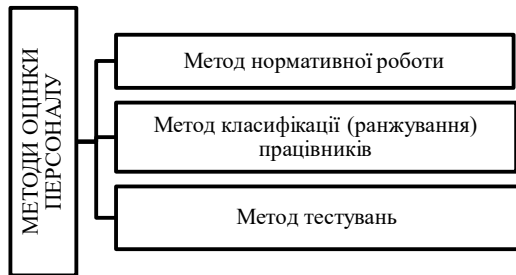 МЕТОДИ ОЦІНКИ
ПЕРСОНАЛУ
Метод нормативної роботи
Метод класифікації (ранжування)
працівників
Метод тестувань